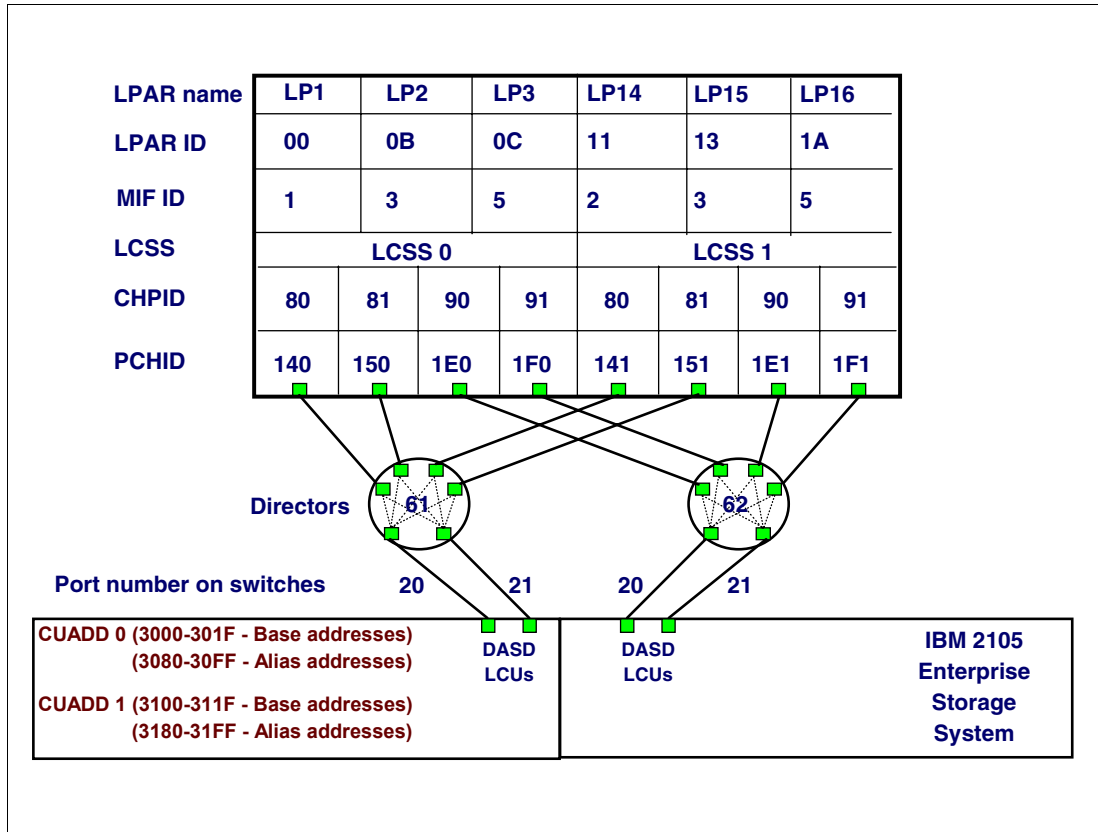 LPAR name LP1 LP2 LP3 LP14 LP15 LP16
LPAR ID 00 0B 0C 11 13 1A
MIF ID 1 3 5 2 3 5
LCSS LCSS 0 LCSS 1
CHPID 80 81 90 91 80 81 90 91
PCHID 140 150 1E0 1F0 141 151 1E1 1F1
Directors 61 62
Port number on switches 20 21 20 21
CUADD 0 (3000-301F - Base addresses)
(3080-30FF - Alias addresses)
CUADD 1 (3100-311F - Base addresses)
(3180-31FF - Alias addresses)
DASD
LCUs
DASD
LCUs
IBM 2105
Enterprise
Storage
System